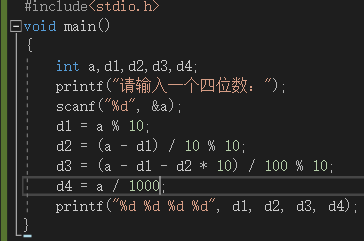 #include<stdio.h>
void main()
{
int a,d1,d2,d3,d4;
printf("请输入一个四位数：");
scanf("%d", &a);
d1 = a % 10;
d2 = (a - d1) / 10 % 10;
d3 = (a - d1 - d2 * 10) / 100 % 10;
d4 = a / 1000;
printf("%d %d %d %d", d1, d2, d3, d4);
}